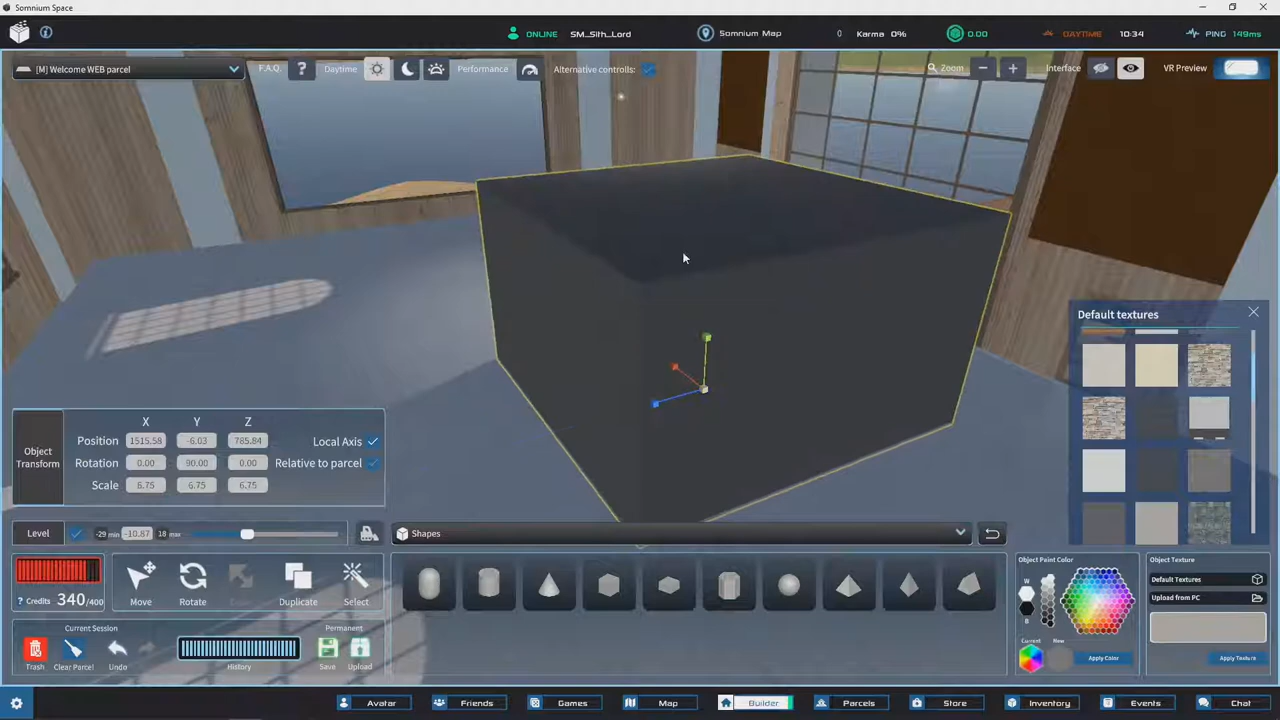 Somnium Space
ONLINE SM_Sith_Lord Somnium Map 0 Karma 0% 0.00 DAYTIME 10:34 PING 149ms
[M] Welcome WEB parcel F.A.Q. ? Daytime Performance Alternative controlls: Zoom Interface VR Preview
Default textures
X Y Z
Position 1515.58 -6.03 785.84 Local Axis
Object Transform
Rotation 0.00 90.00 0.00 Relative to parcel
Scale 6.75 6.75 6.75
Level -29 min -10.87 18 max
Shapes
? Credits 340/400
Move Rotate Duplicate Select
Object Paint Color
W
B
Current New
Apply Color
Object Texture
Default Textures
Upload from PC
Apply Texture
Current Session Permanent
Trash Clear Parcel Undo History Save Upload
Avatar Friends Games Map Builder Parcels Store Inventory Events Chat